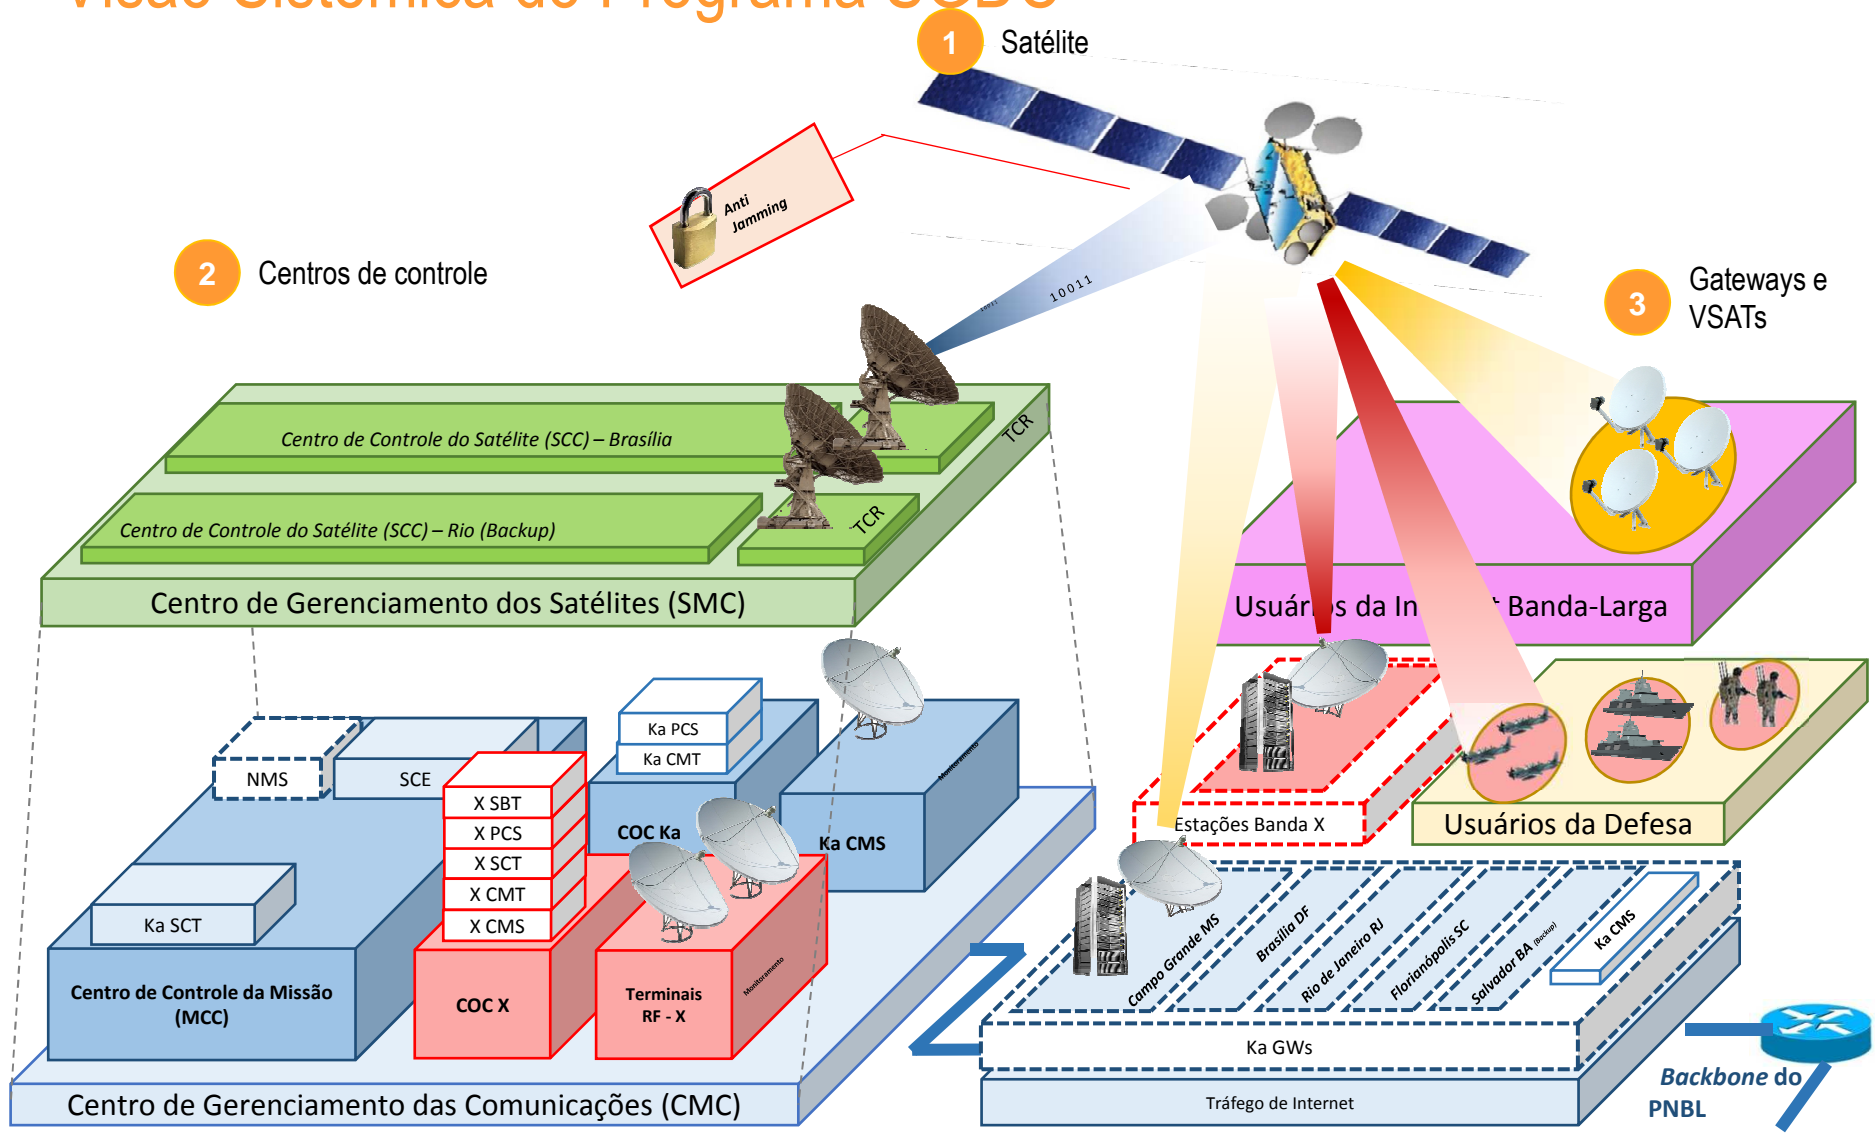 1
Satélite
Anti
Jamming
2
Centros de controle
10011
10011
3
Gateways e
VSATs
Centro de Controle do Satélite (SCC) – Brasília
TCR
Centro de Controle do Satélite (SCC) – Rio (Backup)
TCR
Centro de Gerenciamento dos Satélites (SMC)
Usuários da Banda-Larga
NMS
SCE
Ka PCS
Ka CMT
X SBT
X PCS
X SCT
X CMT
X CMS
COC Ka
Monitoramento
Ka CMS
Ka SCT
Centro de Controle da Missão
(MCC)
COC X
Terminais
RF - X
Monitoramento
Centro de Gerenciamento das Comunicações (CMC)
Estações Banda X
Usuários da Defesa
Campo Grande MS
Brasília DF
Rio de Janeiro RJ
Florianópolis SC
Salvador BA (Backup)
Ka CMS
Ka GWs
Tráfego de Internet
Backbone do
PNBL